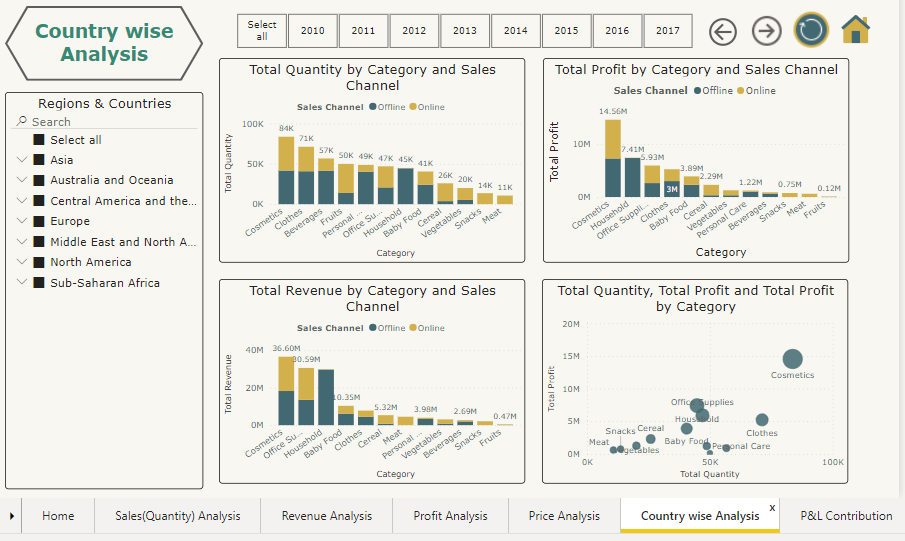 Country wise
Analysis
Select
all
2010
2011
2012
2013
2014
2015
2016
2017
Regions & Countries
Search
Select all
Asia
Australia and Oceania
Central America and the...
Europe
Middle East and North A...
North America
Sub-Saharan Africa
Total Quantity by Category and Sales
Channel
Sales Channel Offline Online
Total Quantity
100K
50K
0K
84K
71K
57K
50K
49K
47K
45K
41K
26K
20K
14K
11K
Cosmetics
Clothes
Beverages
Fruits
Personal ...
Office Su...
Household
Baby Food
Cereal
Vegetables
Snacks
Meat
Category
Total Profit by Category and Sales Channel
Sales Channel Offline Online
Total Profit
10M
0M
14.56M
7.41M
5.93M
3M
3.89M
2.29M
1.22M
0.75M
0.12M
Cosmetics
Household
Office Suppli...
Clothes
Baby Food
Cereal
Vegetables
Personal Care
Beverages
Snacks
Meat
Fruits
Category
Total Revenue by Category and Sales
Channel
Sales Channel Offline Online
Total Revenue
40M
20M
0M
36.60M
30.59M
10.35M
5.32M
3.98M
2.69M
0.47M
Cosmetics
Office Su...
Household
Baby Food
Clothes
Cereal
Meat
Personal ...
Vegetables
Beverages
Snacks
Fruits
Category
Total Quantity, Total Profit and Total Profit
by Category
Total Profit
20M
15M
10M
5M
0M
Cosmetics
Office Supplies
Household
Clothes
Snacks
Cereal
Meat
Baby Food
Personal Care
Vegetables
0K
50K
100K
Total Quantity
Home
Sales(Quantity) Analysis
Revenue Analysis
Profit Analysis
Price Analysis
Country wise Analysis
x
P&L Contribution